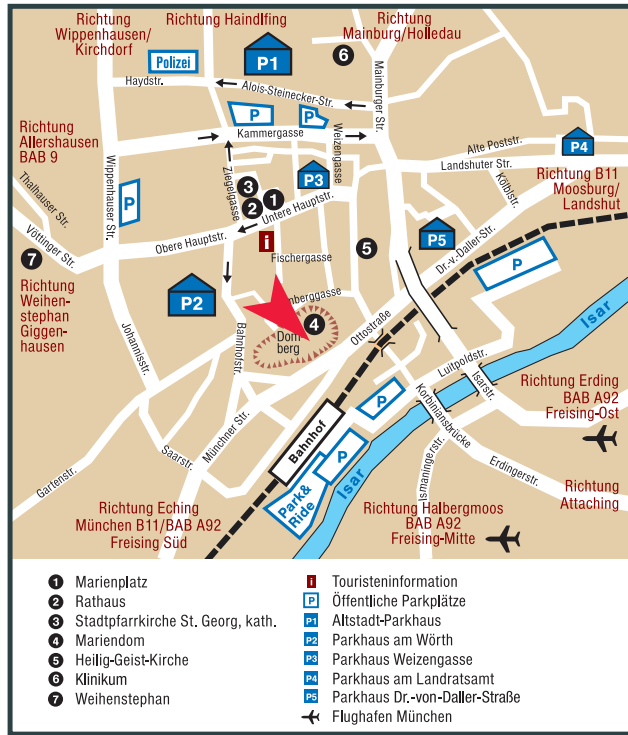 Richtung
Wippenhausen/
Kirchdorf
Richtung Haindlfing
Richtung
Mainburg/Holledau
Polizei
P1
6
Haydstr.
Alois-Steinecker-Str.
Mainburger Str.
P
P
Kammergasse
Weizengasse
Alte Poststr.
P4
Landshuter Str.
Richtung
Allershausen
BAB 9
Wippenhauser Str.
Ziegelgasse
P3
Kölblstr.
Richtung B11
Moosburg/
Landshut
Thalhauser Str.
P
3
2
1
Untere Hauptstr.
Vöttinger Str.
Obere Hauptstr.
i
5
P5
Dr.-v.-Daller-Str.
P
7
Fischergasse
Richtung
Weihen-
stephan
Giggen-
hausen
P2
nberggasse
4
Dom
berg
Ottostraße
Isar
Johannisstr.
Bahnhofstr.
Luitpoldstr.
Isarstr.
Richtung Erding
BAB A92
Freising-Ost
P
Korbiniansbrücke
Münchner Str.
Bahnhof
P
Saarstr.
Gartenstr.
Park&
Ride
Isar
Ismaningerstr.
Erdingerstr.
Richtung
Attaching
Richtung Eching
München B11/BAB A92
Freising Süd
Richtung Halbergmoos
BAB A92
Freising-Mitte
1 Marienplatz
2 Rathaus
3 Stadtpfarrkirche St. Georg, kath.
4 Mariendom
5 Heilig-Geist-Kirche
6 Klinikum
7 Weihenstephan
i Touristeninformation
P Öffentliche Parkplätze
P1 Altstadt-Parkhaus
P2 Parkhaus am Wörth
P3 Parkhaus Weizengasse
P4 Parkhaus am Landratsamt
P5 Parkhaus Dr.-von-Daller-Straße
Flughafen München